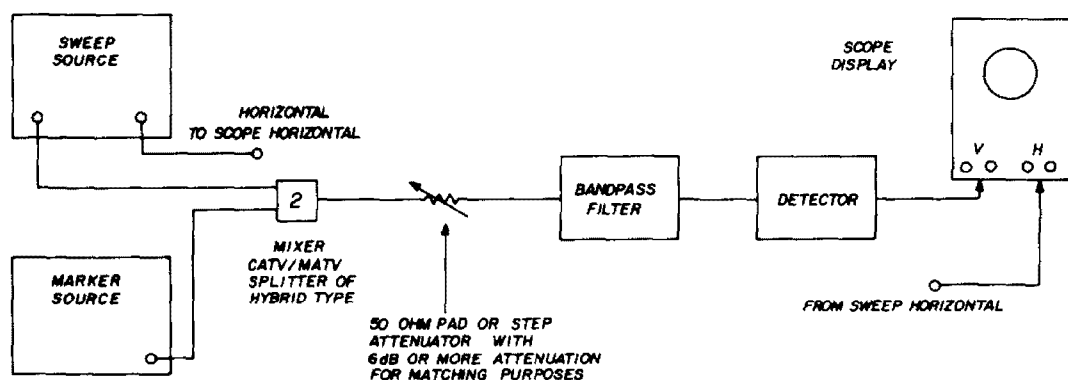 SWEEP
SOURCE
HORIZONTAL
TO SCOPE HORIZONTAL
SCOPE
DISPLAY
V H
2
BANDPASS
FILTER
DETECTOR
MARKER
SOURCE
MIXER
CATV/MATV
SPLITTER OF
HYBRID TYPE
50 OHM PAD OR STEP
ATTENUATOR WITH
6dB OR MORE ATTENUATION
FOR MATCHING PURPOSES
FROM SWEEP HORIZONTAL